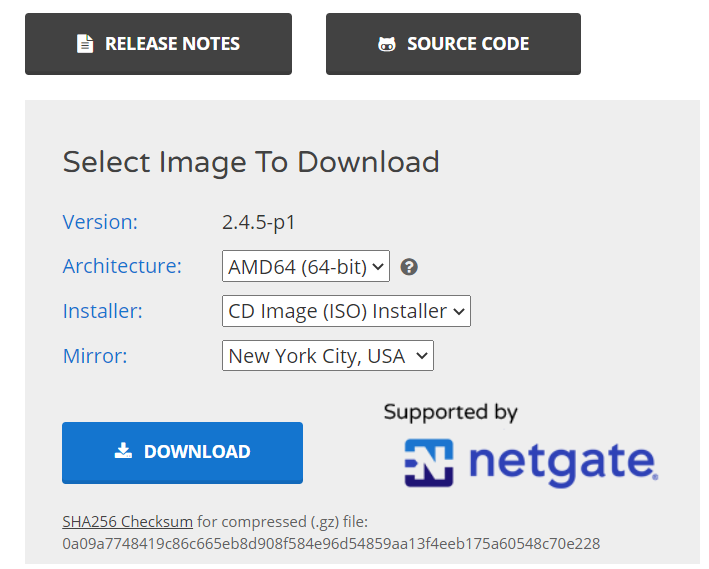 RELEASE NOTES
SOURCE CODE
Select Image To Download
Version: 2.4.5-p1
Architecture: AMD64 (64-bit) ?
Installer: CD Image (ISO) Installer
Mirror: New York City, USA
Supported by
netgate®
DOWNLOAD
SHA256 Checksum for compressed (.gz) file:
0a09a7748419c86c665eb8d908f584e96d54859aa13f4eeb175a60548c70e228